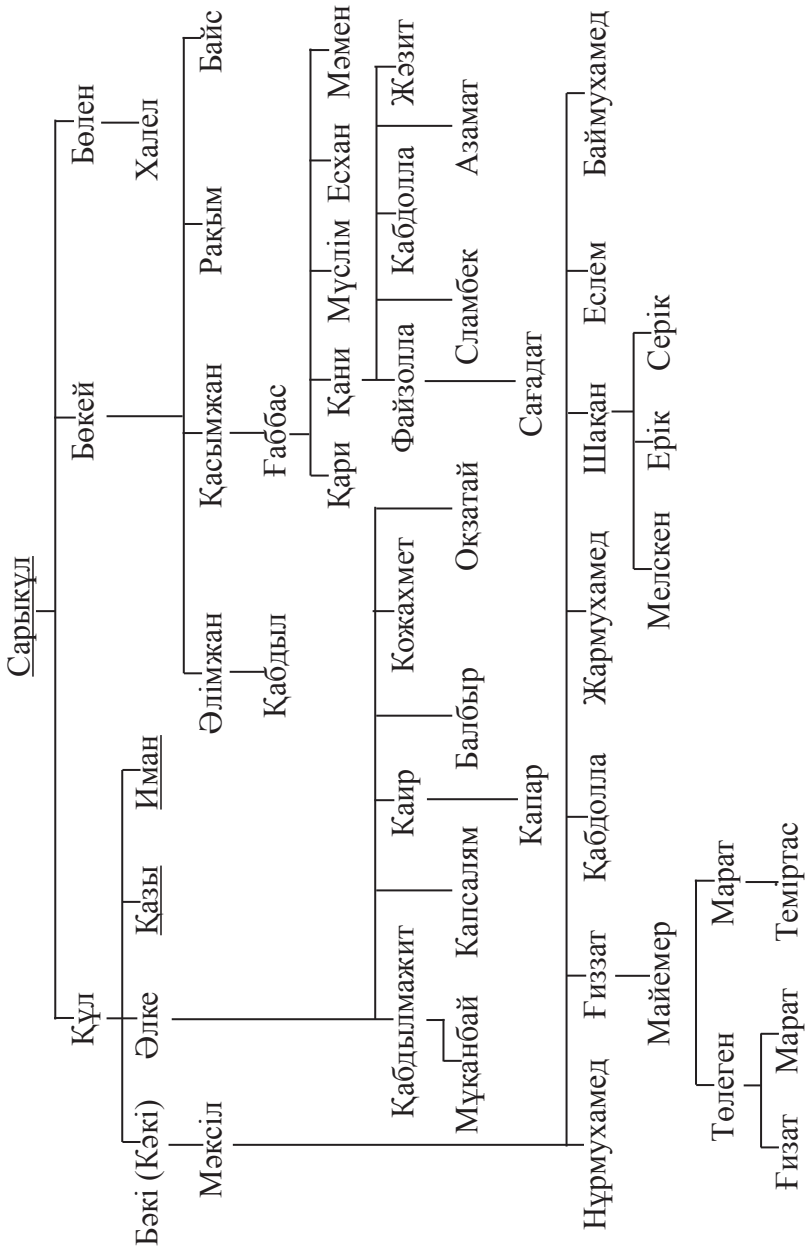 Сарыкұл
Құл Бөкей Бөлен
Бәкі (Кәкі) Әлке Қазы Иман Халел
Мәксіл Әлімжан Қасымжан Рақым Байс
Қабдыл Ғаббас
Қари Қани Мүслім Есхан Мәмен
Қабдылмажит Каир Кожахмет Файзолла Кабдолла Жәзит
Мұқанбай Капсалям Балбыр Оқзатай Сламбек Азамат
Капар Сағадат
Нұрмухамед Ғиззат Қабдолла Жармухамед Шақан Еслем Баймухамед
Майемер Мелскен Ерік Серік
Төлеген Марат
Ғизат Марат Теміртас